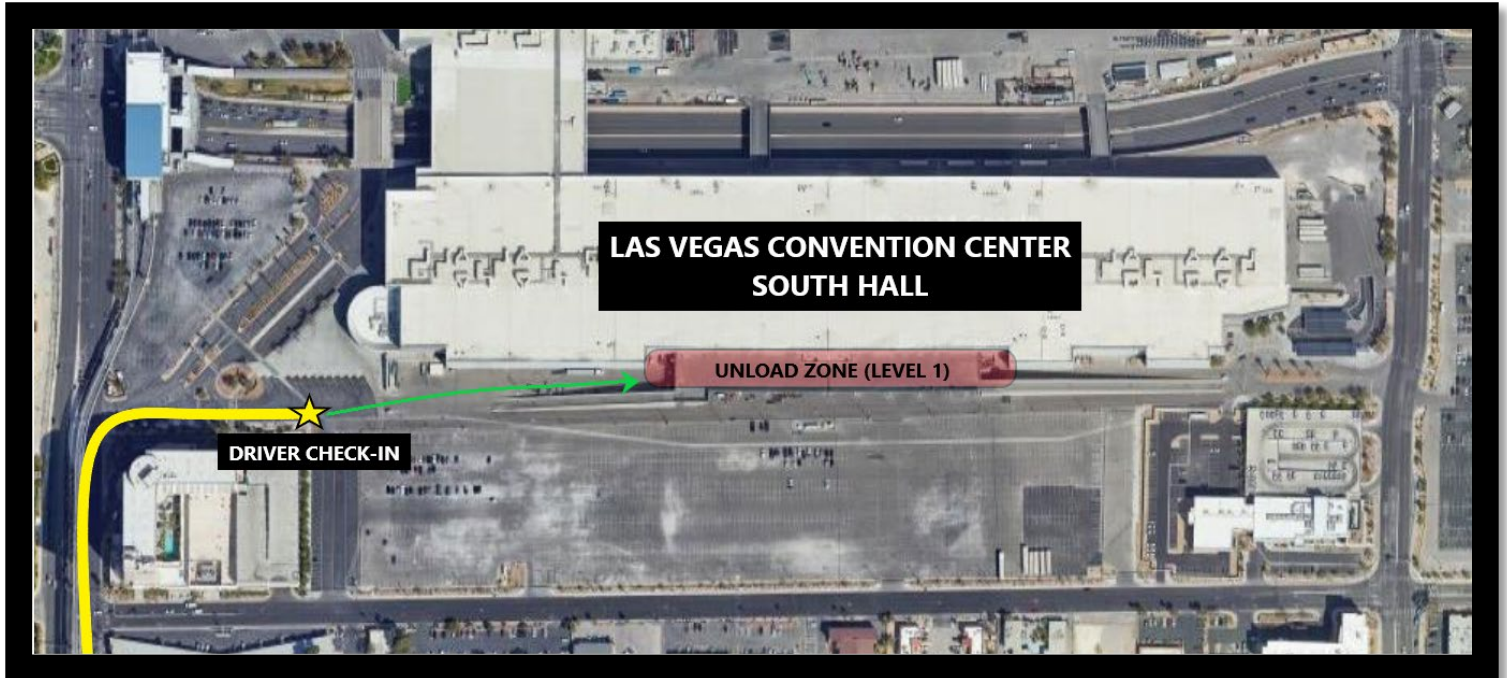 LAS VEGAS CONVENTION CENTER
SOUTH HALL
UNLOAD ZONE (LEVEL 1)
DRIVER CHECK-IN